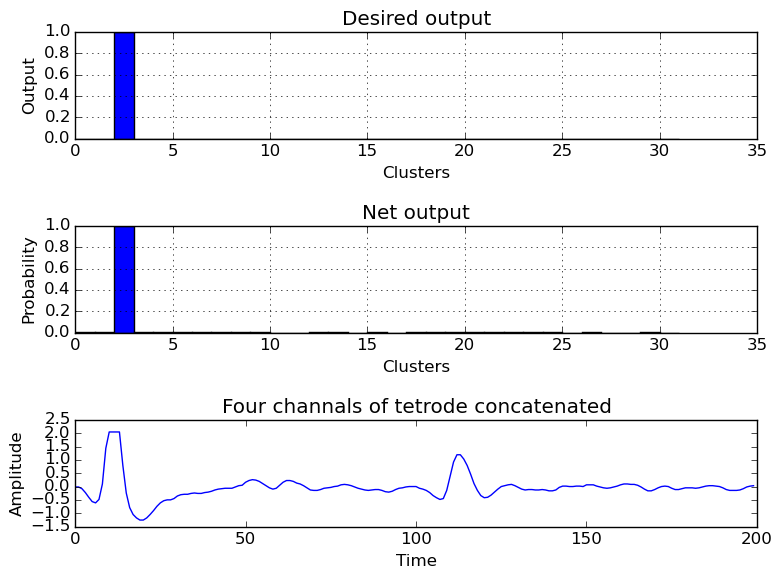 Desired output
1.0
0.8
0.6
0.4
0.2
0.0
Output
0 5 10 15 20 25 30 35
Clusters
Net output
1.0
0.8
0.6
0.4
0.2
0.0
Probability
0 5 10 15 20 25 30 35
Clusters
Four channals of tetrode concatenated
2.5
2.0
1.5
1.0
0.5
0.0
−0.5
−1.0
−1.5
Amplitude
0 50 100 150 200
Time